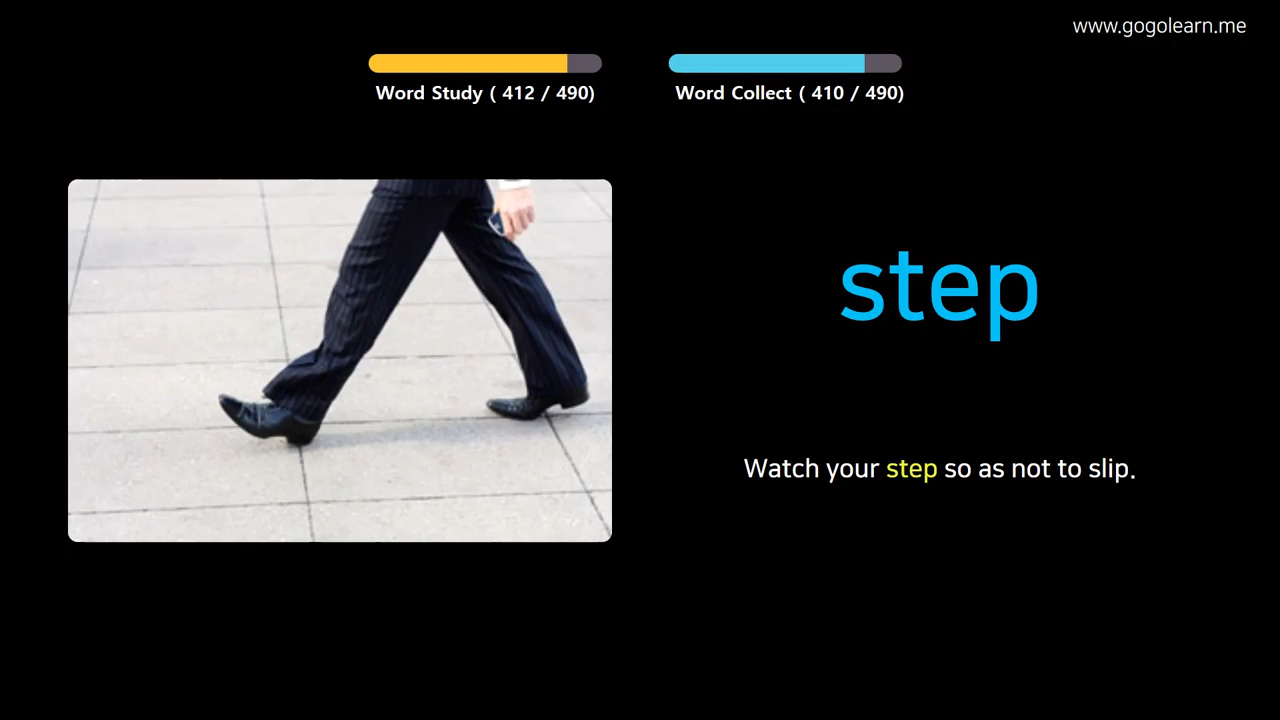 www.gogolearn.me
Word Study ( 412 / 490)
Word Collect ( 410 / 490)
step
Watch your step so as not to slip.